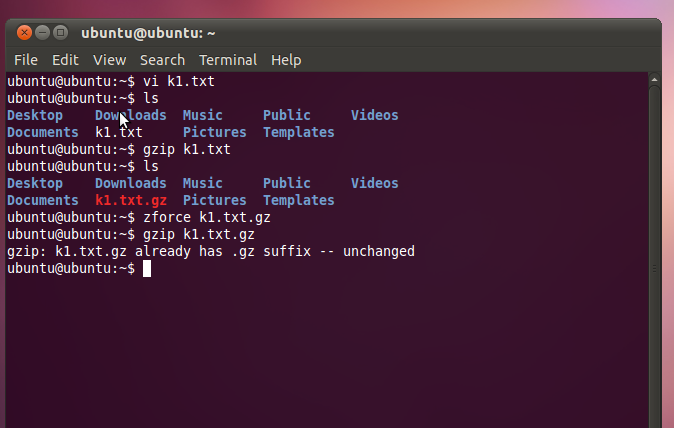 ubuntu@ubuntu: ~
File Edit View Search Terminal Help
ubuntu@ubuntu:~$ vi k1.txt
ubuntu@ubuntu:~$ ls
Desktop Downloads Music Public Videos
Documents k1.txt Pictures Templates
ubuntu@ubuntu:~$ gzip k1.txt
ubuntu@ubuntu:~$ ls
Desktop Downloads Music Public Videos
Documents k1.txt.gz Pictures Templates
ubuntu@ubuntu:~$ zforce k1.txt.gz
ubuntu@ubuntu:~$ gzip k1.txt.gz
gzip: k1.txt.gz already has .gz suffix -- unchanged
ubuntu@ubuntu:~$